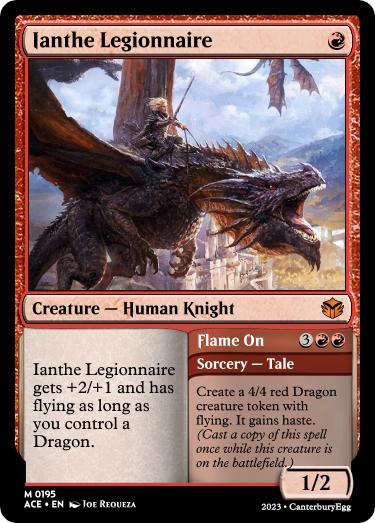 Ianthe Legionnaire
Creature — Human Knight
Ianthe Legionnaire
gets +2/+1 and has
flying as long as
you control a
Dragon.
Flame On 3
Sorcery — Tale
Create a 4/4 red Dragon
creature token with
flying. It gains haste.
(Cast a copy of this spell
once while this creature is
on the battlefield.)
1/2
M 0195
ACE • EN Joe Requeza
2023 • CanterburyEgg